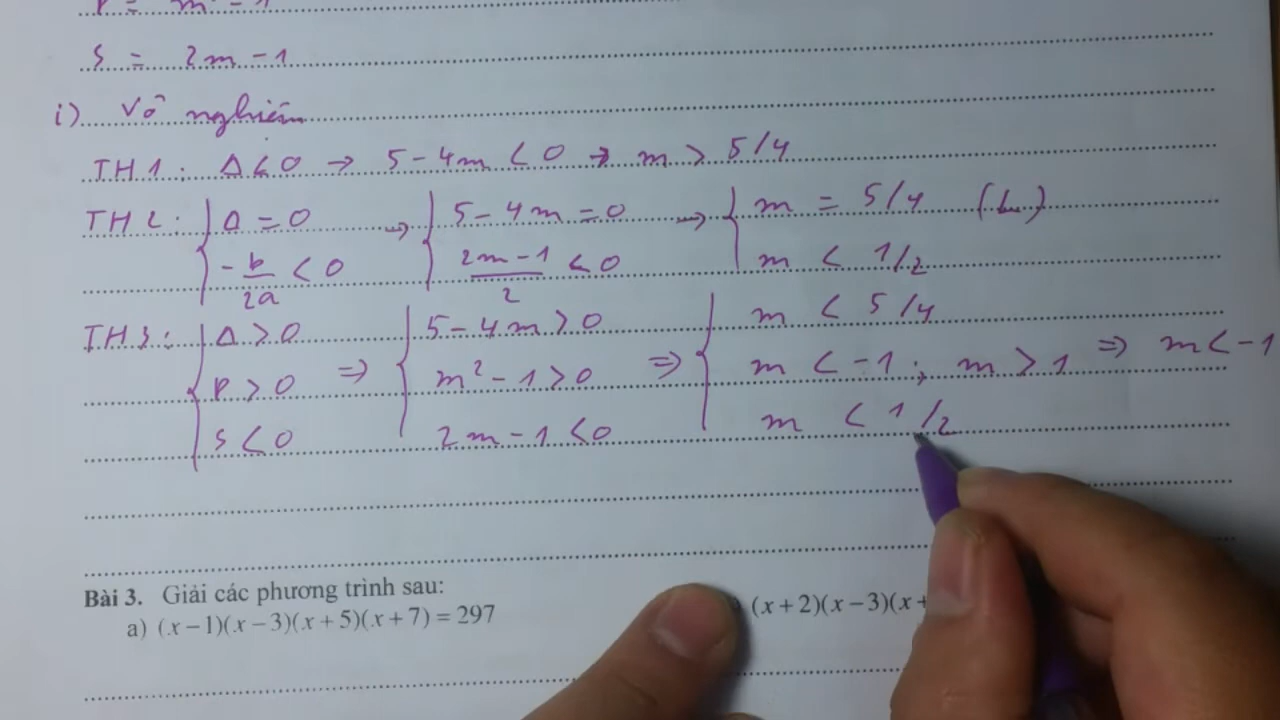 P = m² - 1
S = 2m - 1
i) Vô nghiệm
TH1: Δ < 0 → 5 - 4m < 0 → m > 5/4
TH2: { Δ = 0 → { 5 - 4m = 0 → { m = 5/4 (L)
-b/2a < 0 (2m - 1)/2 < 0 m < 1/2
TH3: { Δ > 0 { 5 - 4m > 0 { m < 5/4
P > 0 ⇒ m² - 1 > 0 ⇒ m < -1; m > 1 ⇒ m < -1
S < 0 2m - 1 < 0 m < 1/2
Bài 3. Giải các phương trình sau:
a) (x − 1)(x − 3)(x + 5)(x + 7) = 297 (x + 2)(x − 3)(x +